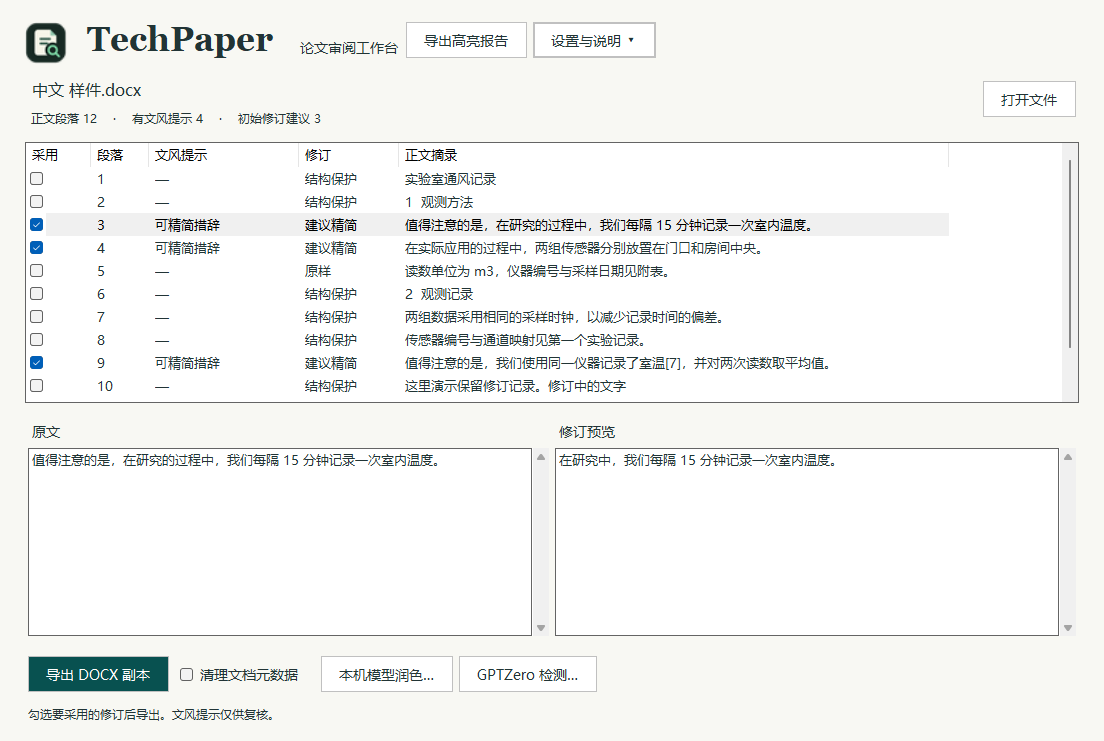 TechPaper 论文审阅工作台 导出高亮报告 设置与说明 ▾
中文 样件.docx
打开文件
正文段落 12 · 有文风提示 4 · 初始修订建议 3
采用 段落 文风提示 修订 正文摘录
1 — 结构保护 实验室通风记录
2 — 结构保护 1 观测方法
3 可精简措辞 建议精简 值得注意的是，在研究的过程中，我们每隔 15 分钟记录一次室内温度。
4 可精简措辞 建议精简 在实际应用的过程中，两组传感器分别放置在门口和房间中央。
5 — 原样 读数单位为 m3，仪器编号与采样日期见附表。
6 — 结构保护 2 观测记录
7 — 结构保护 两组数据采用相同的采样时钟，以减少记录时间的偏差。
8 — 结构保护 传感器编号与通道映射见第一个实验记录。
9 可精简措辞 建议精简 值得注意的是，我们使用同一仪器记录了室温[7]，并对两次读数取平均值。
10 — 结构保护 这里演示保留修订记录。修订中的文字
原文 修订预览
值得注意的是，在研究的过程中，我们每隔 15 分钟记录一次室内温度。
在研究中，我们每隔 15 分钟记录一次室内温度。
导出 DOCX 副本 清理文档元数据 本机模型润色... GPTZero 检测...
勾选要采用的修订后导出。文风提示仅供复核。